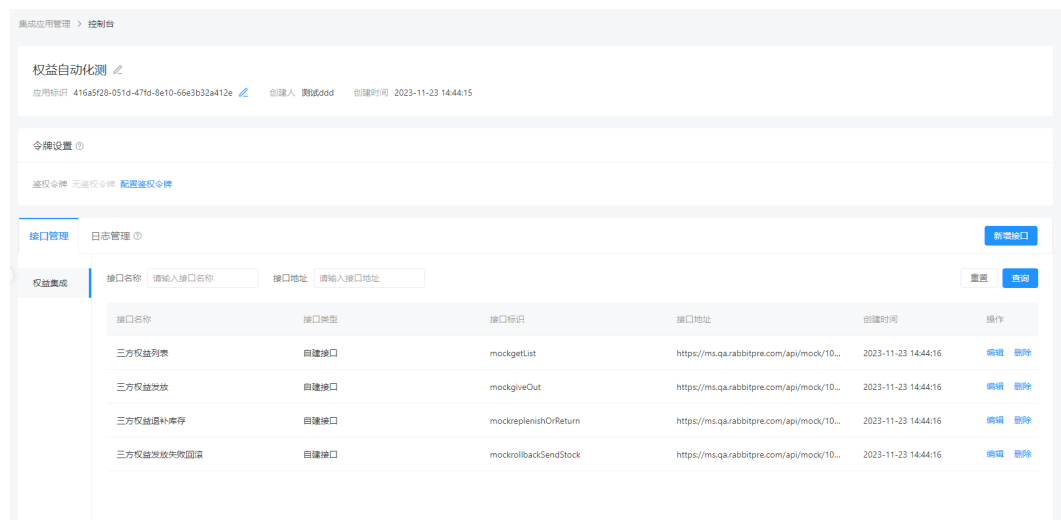 集成应用管理 > 控制台
权益自动化测
应用标识 416a5f28-051d-47fd-8e10-66e3b32a412e 创建人 测试ddd 创建时间 2023-11-23 14:44:15
令牌设置
鉴权令牌 无鉴权令牌 配置鉴权令牌
接口管理 日志管理 新增接口
权益集成 接口名称 请输入接口名称 接口地址 请输入接口地址 重置 查询
接口名称 接口类型 接口标识 接口地址 创建时间 操作
三方权益列表 自建接口 mockgetList https://ms.qa.rabbitpre.com/api/mock/10... 2023-11-23 14:44:16 编辑 删除
三方权益发放 自建接口 mockgiveOut https://ms.qa.rabbitpre.com/api/mock/10... 2023-11-23 14:44:16 编辑 删除
三方权益退补库存 自建接口 mockreplenishOrReturn https://ms.qa.rabbitpre.com/api/mock/10... 2023-11-23 14:44:16 编辑 删除
三方权益发放失败回滚 自建接口 mockrollbackSendStock https://ms.qa.rabbitpre.com/api/mock/10... 2023-11-23 14:44:16 编辑 删除